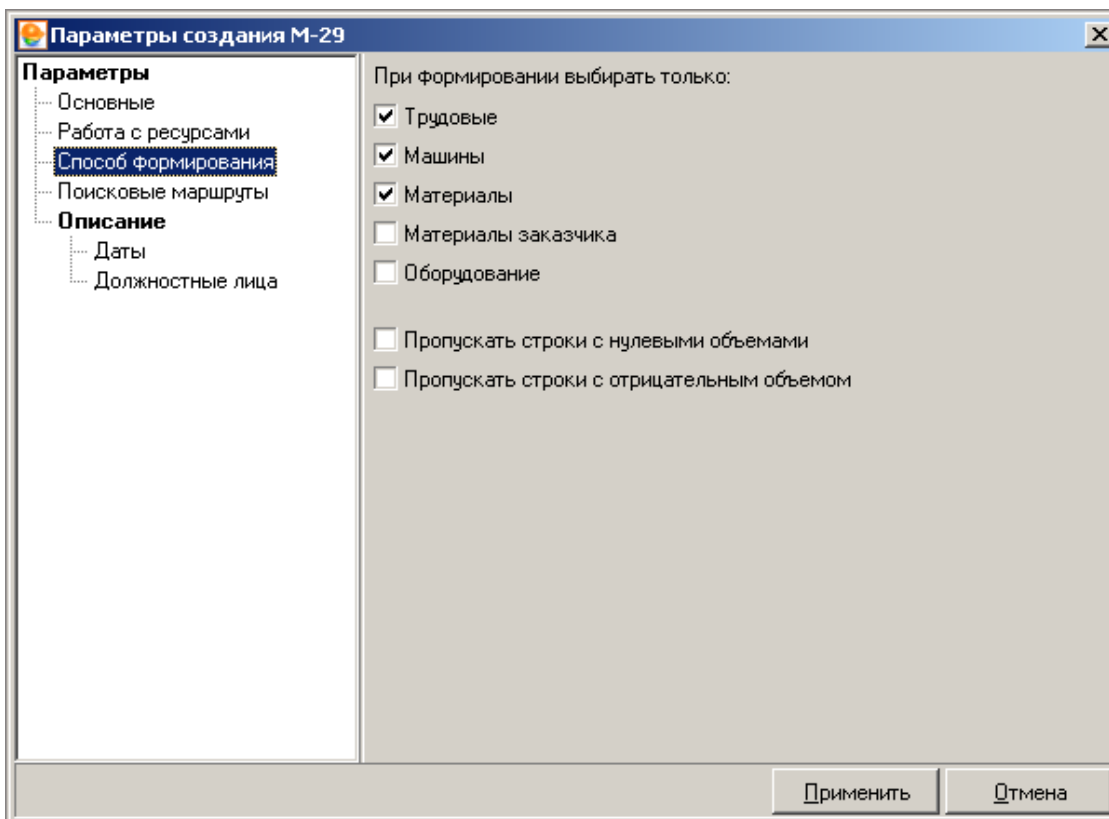 Параметры создания М-29
Параметры
Основные
Работа с ресурсами
Способ формирования
Поисковые маршруты
Описание
Даты
Должностные лица
При формировании выбирать только:
Трудовые
Машины
Материалы
Материалы заказчика
Оборудование
Пропускать строки с нулевыми объемами
Пропускать строки с отрицательным объемом
Применить
Отмена